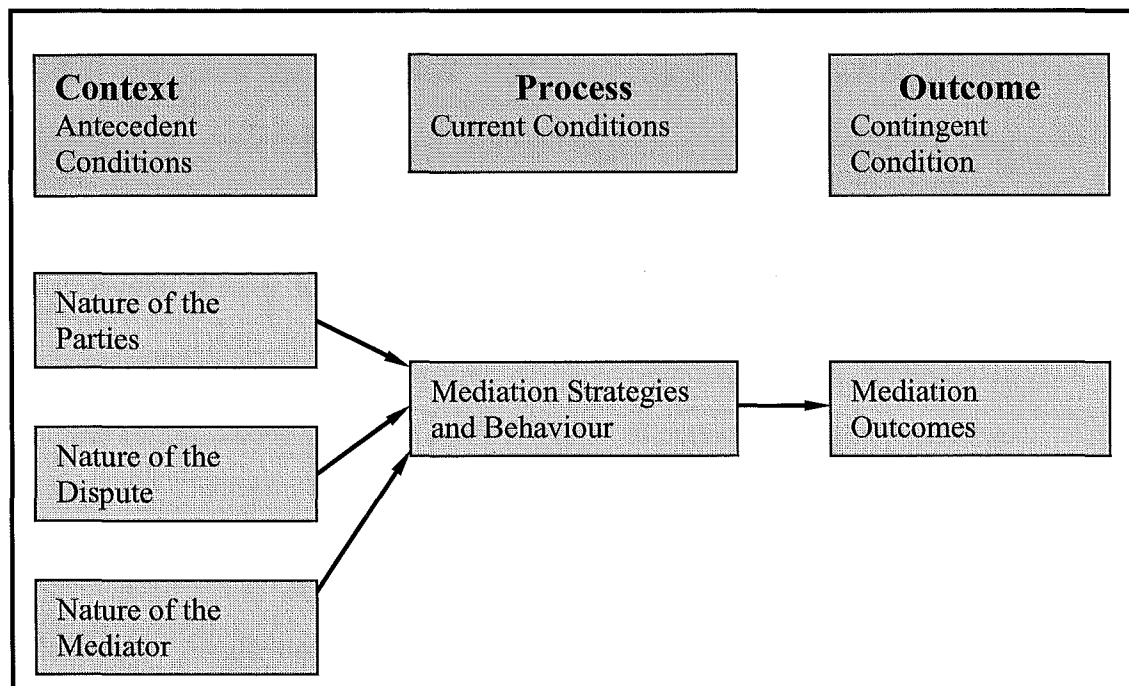 Context
Antecedent
Conditions
Process
Current Conditions
Outcome
Contingent
Condition
Nature of the
Parties
Nature of the
Dispute
Nature of the
Mediator
Mediation Strategies
and Behaviour
Mediation
Outcomes